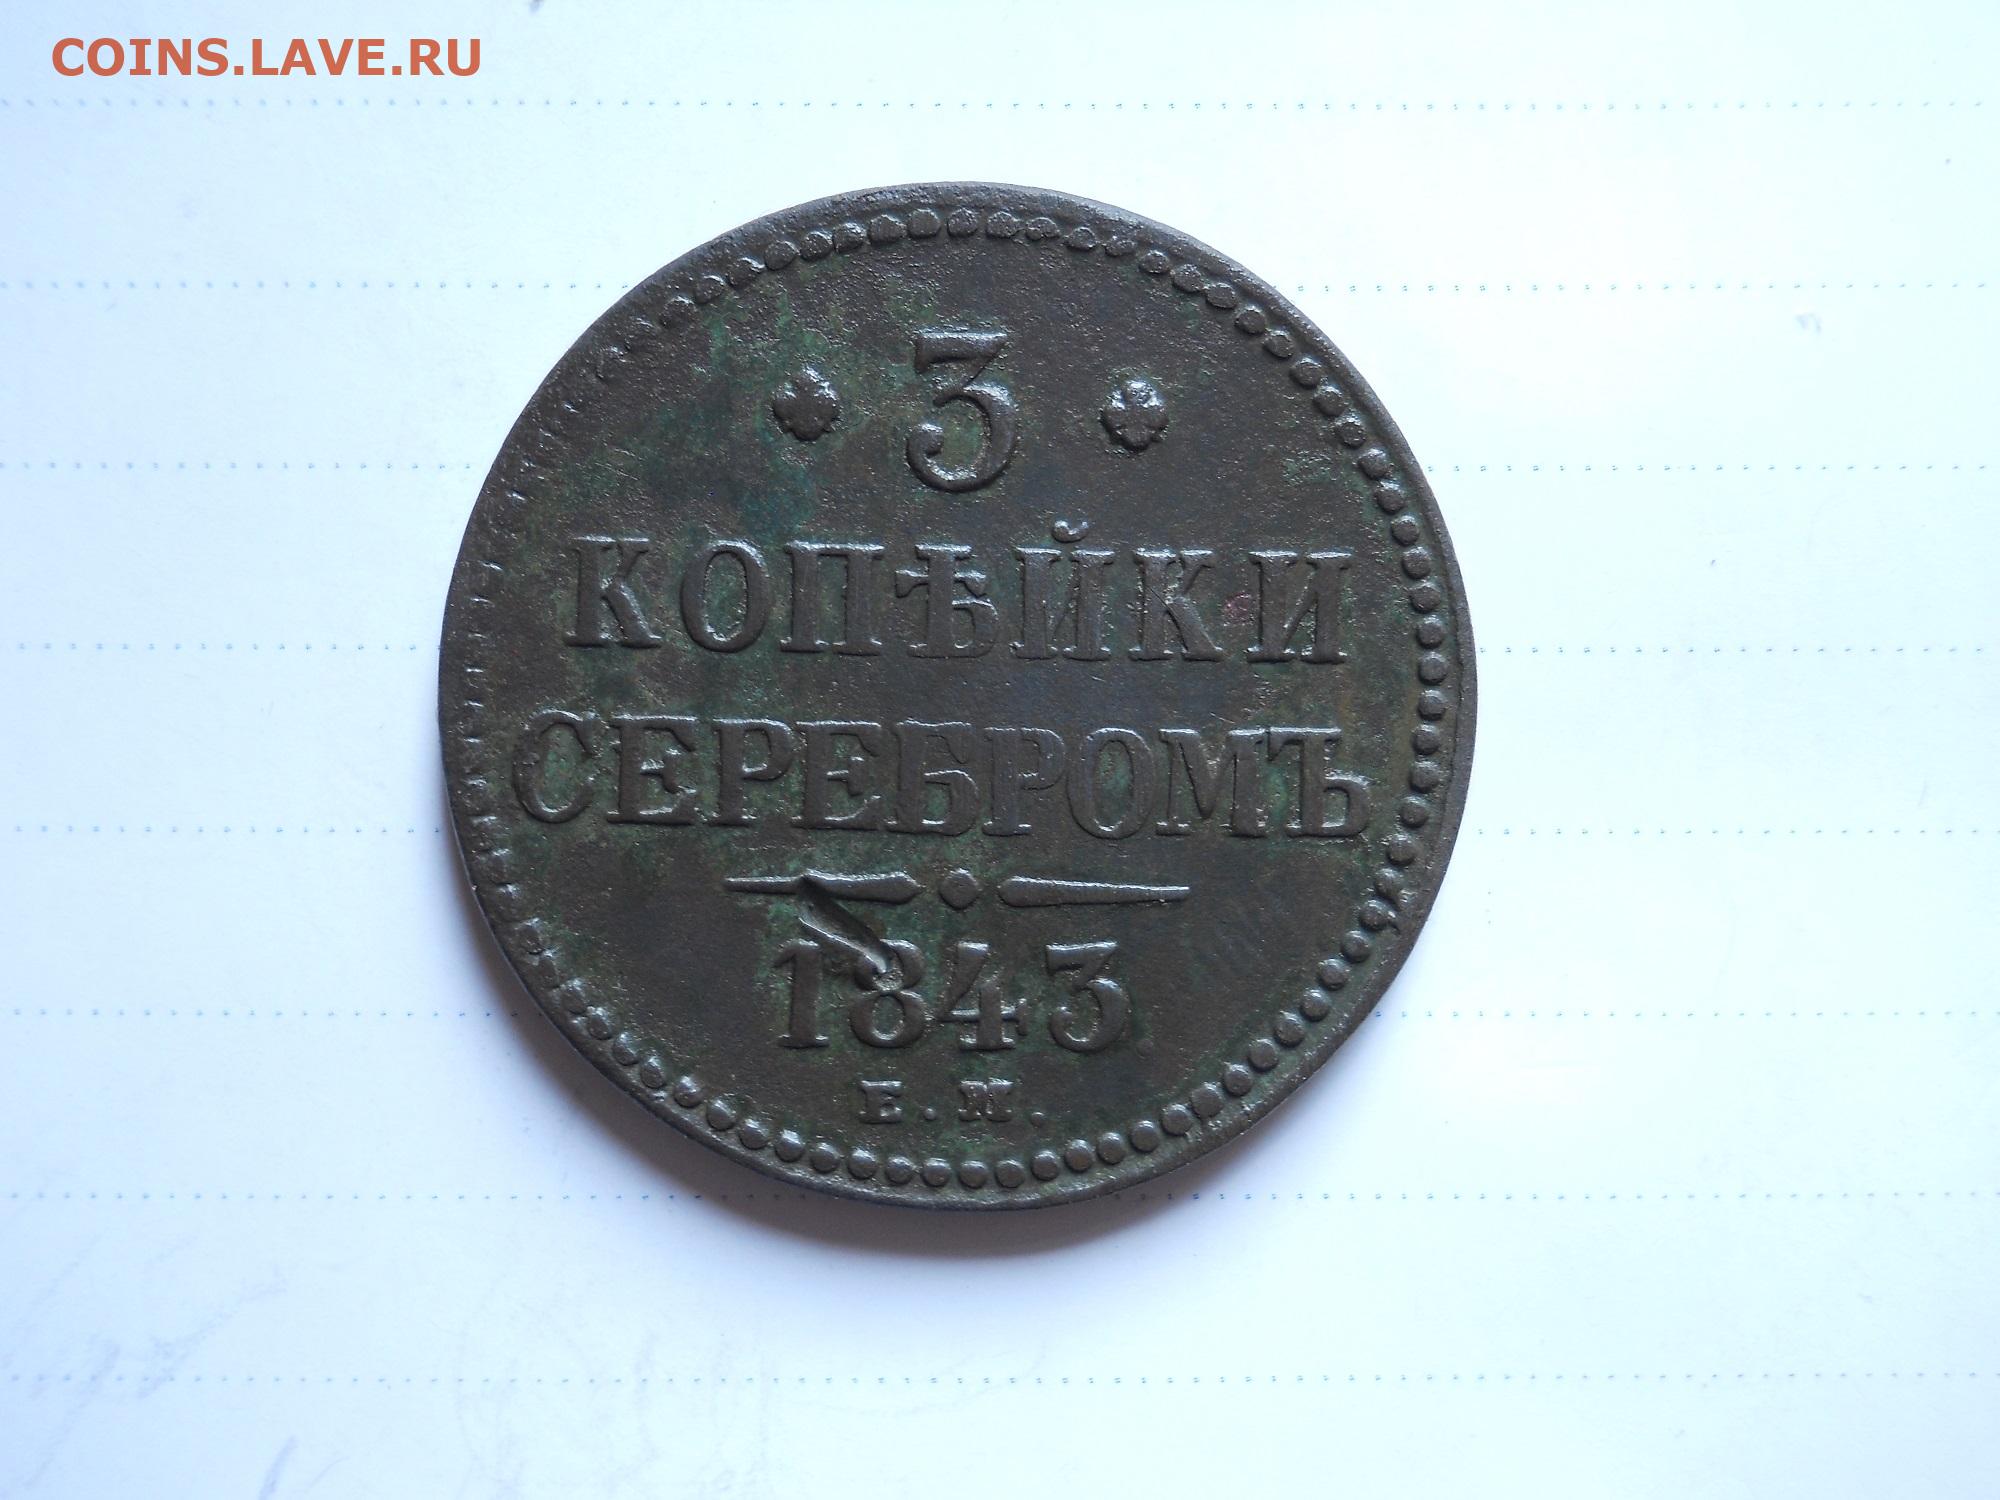 COINS.LAVE.RU
3
КОПѢЙКИ
СЕРЕБРОМЪ
1843
Е.М.